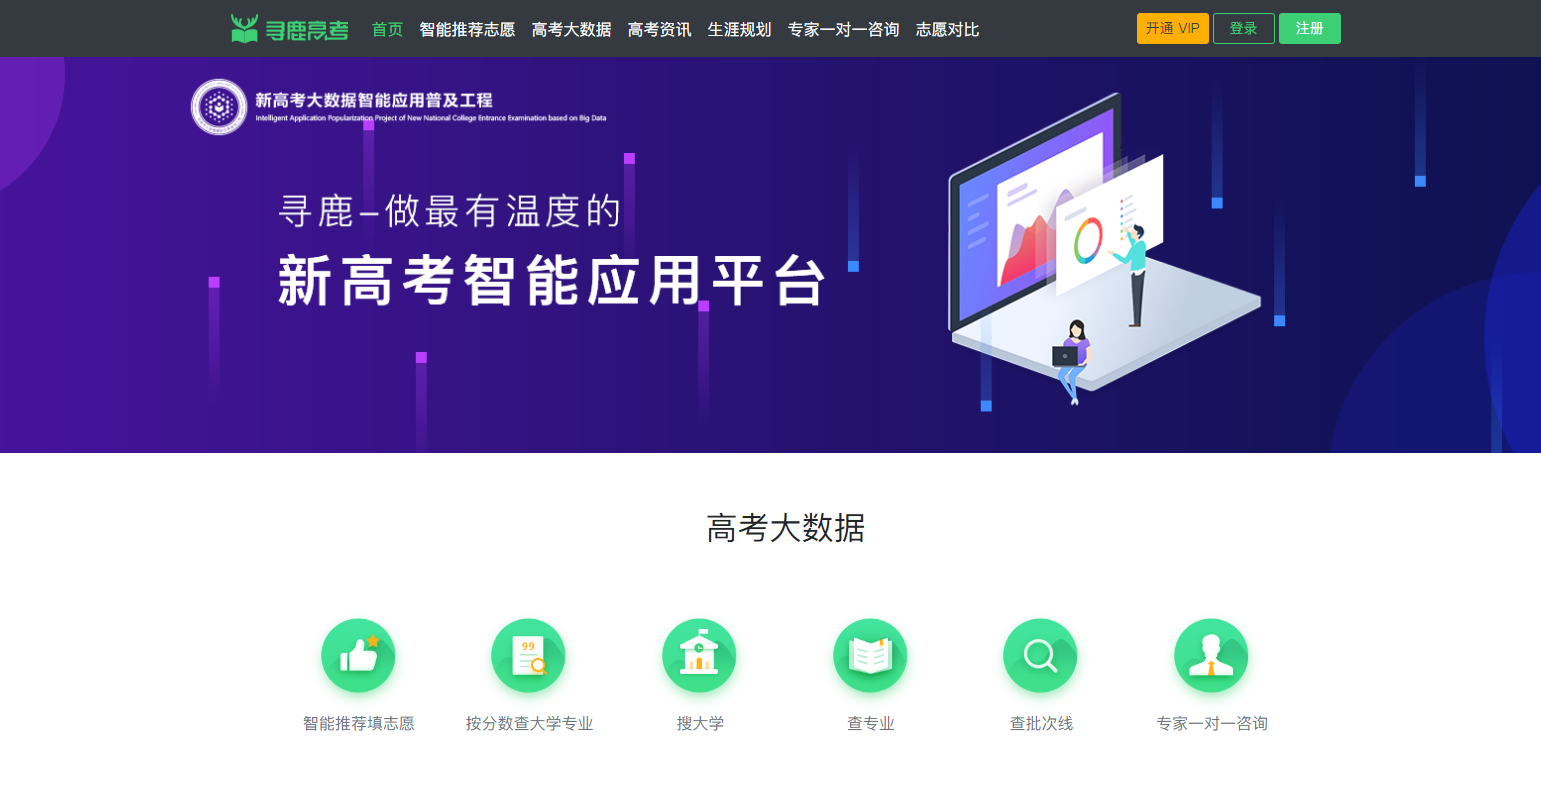 寻鹿高考 首页 智能推荐志愿 高考大数据 高考资讯 生涯规划 专家一对一咨询 志愿对比 开通 VIP 登录 注册
新高考大数据智能应用普及工程
Intelligent Application Popularization Project of New National College Entrance Examination based on Big Data
寻鹿–做最有温度的
新高考智能应用平台
高考大数据
99
智能推荐填志愿 按分数查大学专业 搜大学 查专业 查批次线 专家一对一咨询